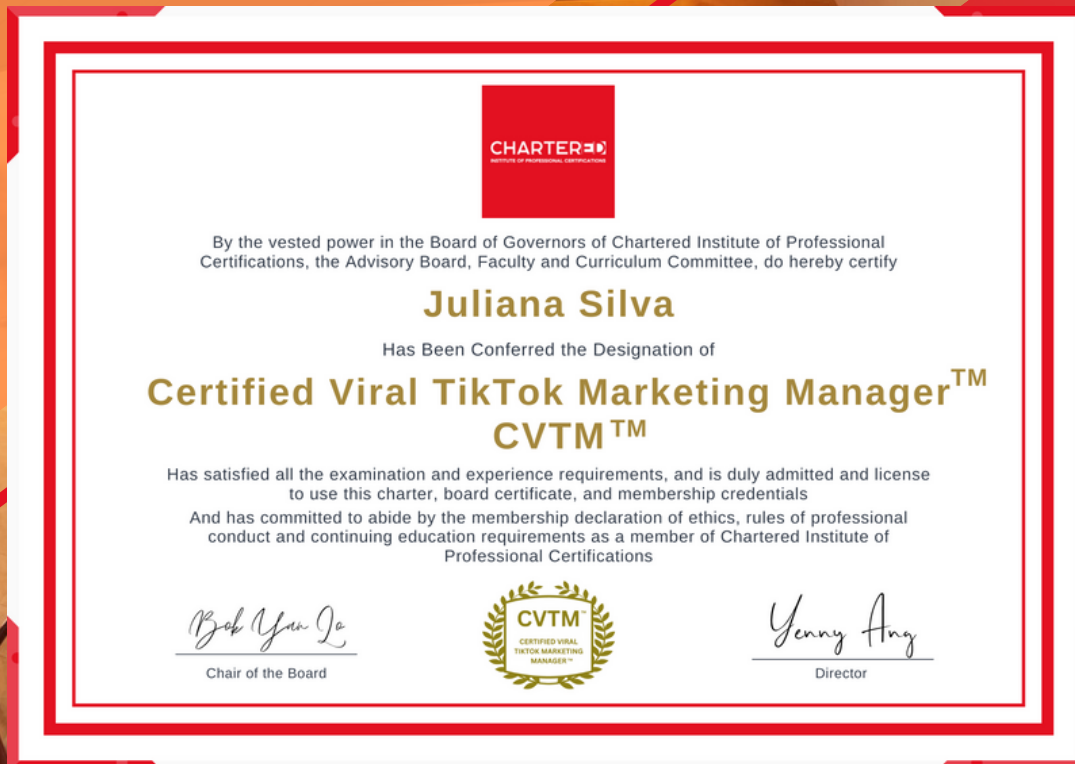 CHARTERED
INSTITUTE OF PROFESSIONAL CERTIFICATIONS
By the vested power in the Board of Governors of Chartered Institute of Professional
Certifications, the Advisory Board, Faculty and Curriculum Committee, do hereby certify
Juliana Silva
Has Been Conferred the Designation of
Certified Viral TikTok Marketing Manager™
CVTM™
Has satisfied all the examination and experience requirements, and is duly admitted and license
to use this charter, board certificate, and membership credentials
And has committed to abide by the membership declaration of ethics, rules of professional
conduct and continuing education requirements as a member of Chartered Institute of
Professional Certifications
Bok Yun Lo
Chair of the Board
CVTM™
CERTIFIED VIRAL
TIKTOK MARKETING
MANAGER™
Yenny Ang
Director